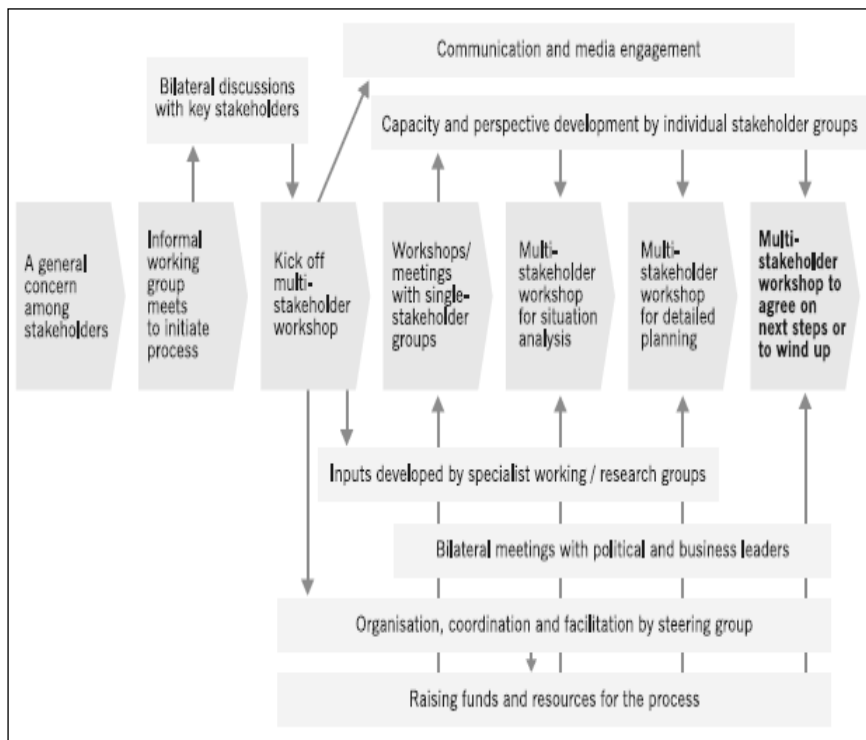 Communication and media engagement
Bilateral discussions
with key stakeholders
Capacity and perspective development by individual stakeholder groups
A general
concern
among
stakeholders
Informal
working
group
meets
to initiate
process
Kick off
multi-
stakeholder
workshop
Workshops/
meetings
with single-
stakeholder
groups
Multi-
stakeholder
workshop
for situation
analysis
Multi-
stakeholder
workshop
for detailed
planning
Multi-
stakeholder
workshop to
agree on
next steps or
to wind up
Inputs developed by specialist working / research groups
Bilateral meetings with political and business leaders
Organisation, coordination and facilitation by steering group
Raising funds and resources for the process